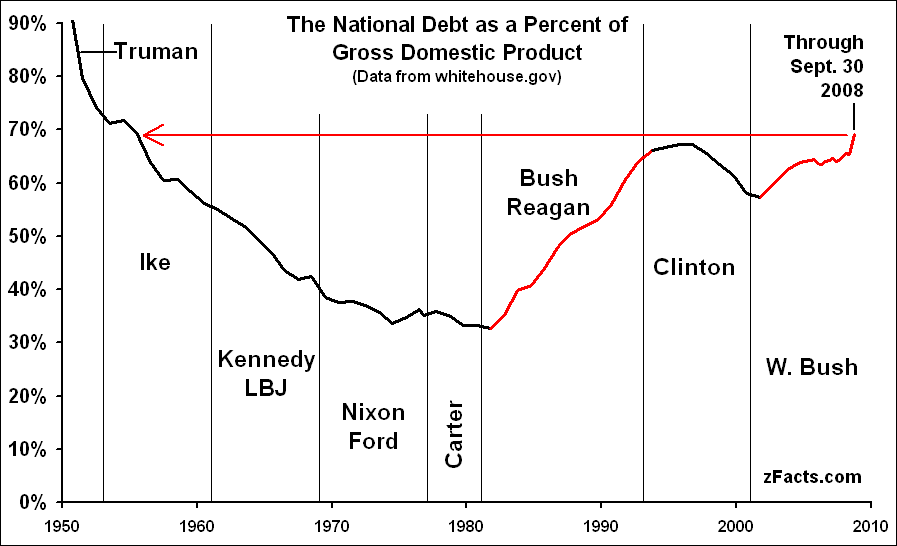 The National Debt as a Percent of
Gross Domestic Product
(Data from whitehouse.gov)
Through
Sept. 30
2008
90%
80%
70%
60%
50%
40%
30%
20%
10%
0%
Truman
Ike
Kennedy
LBJ
Nixon
Ford
Carter
Bush
Reagan
Clinton
W. Bush
zFacts.com
1950
1960
1970
1980
1990
2000
2010